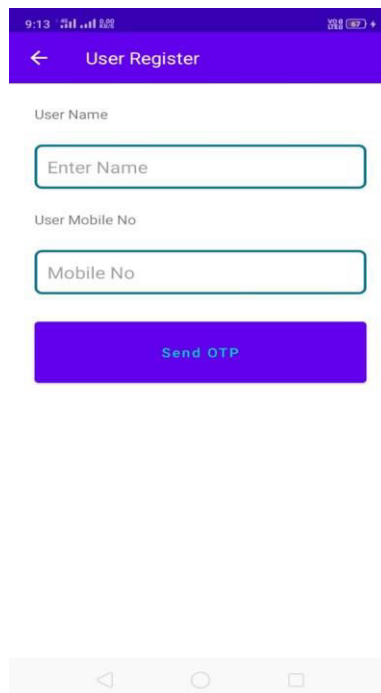 9:13
User Register
User Name
Enter Name
User Mobile No
Mobile No
Send OTP